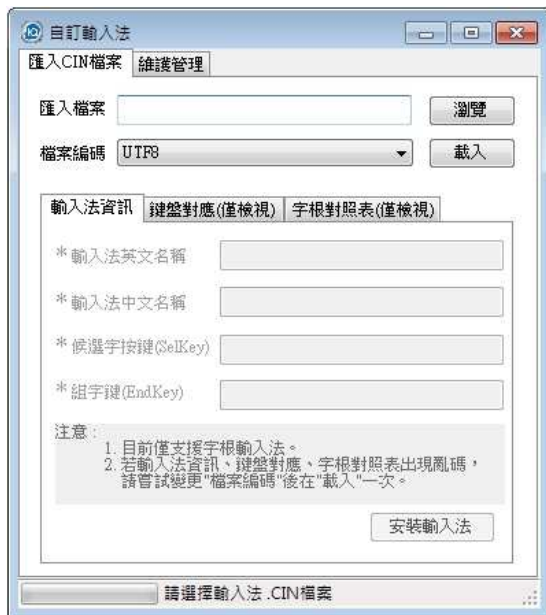 自訂輸入法
匯入CIN檔案 維護管理
匯入檔案 瀏覽
檔案編碼 UTF8 載入
輸入法資訊 鍵盤對應(僅檢視) 字根對照表(僅檢視)
*輸入法英文名稱
*輸入法中文名稱
*候選字按鍵(SelKey)
*組字鍵(EndKey)
注意：
1. 目前僅支援字根輸入法。
2. 若輸入法資訊、鍵盤對應、字根對照表出現亂碼，
請嘗試變更"檔案編碼"後在"載入"一次。
安裝輸入法
請選擇輸入法 .CIN檔案